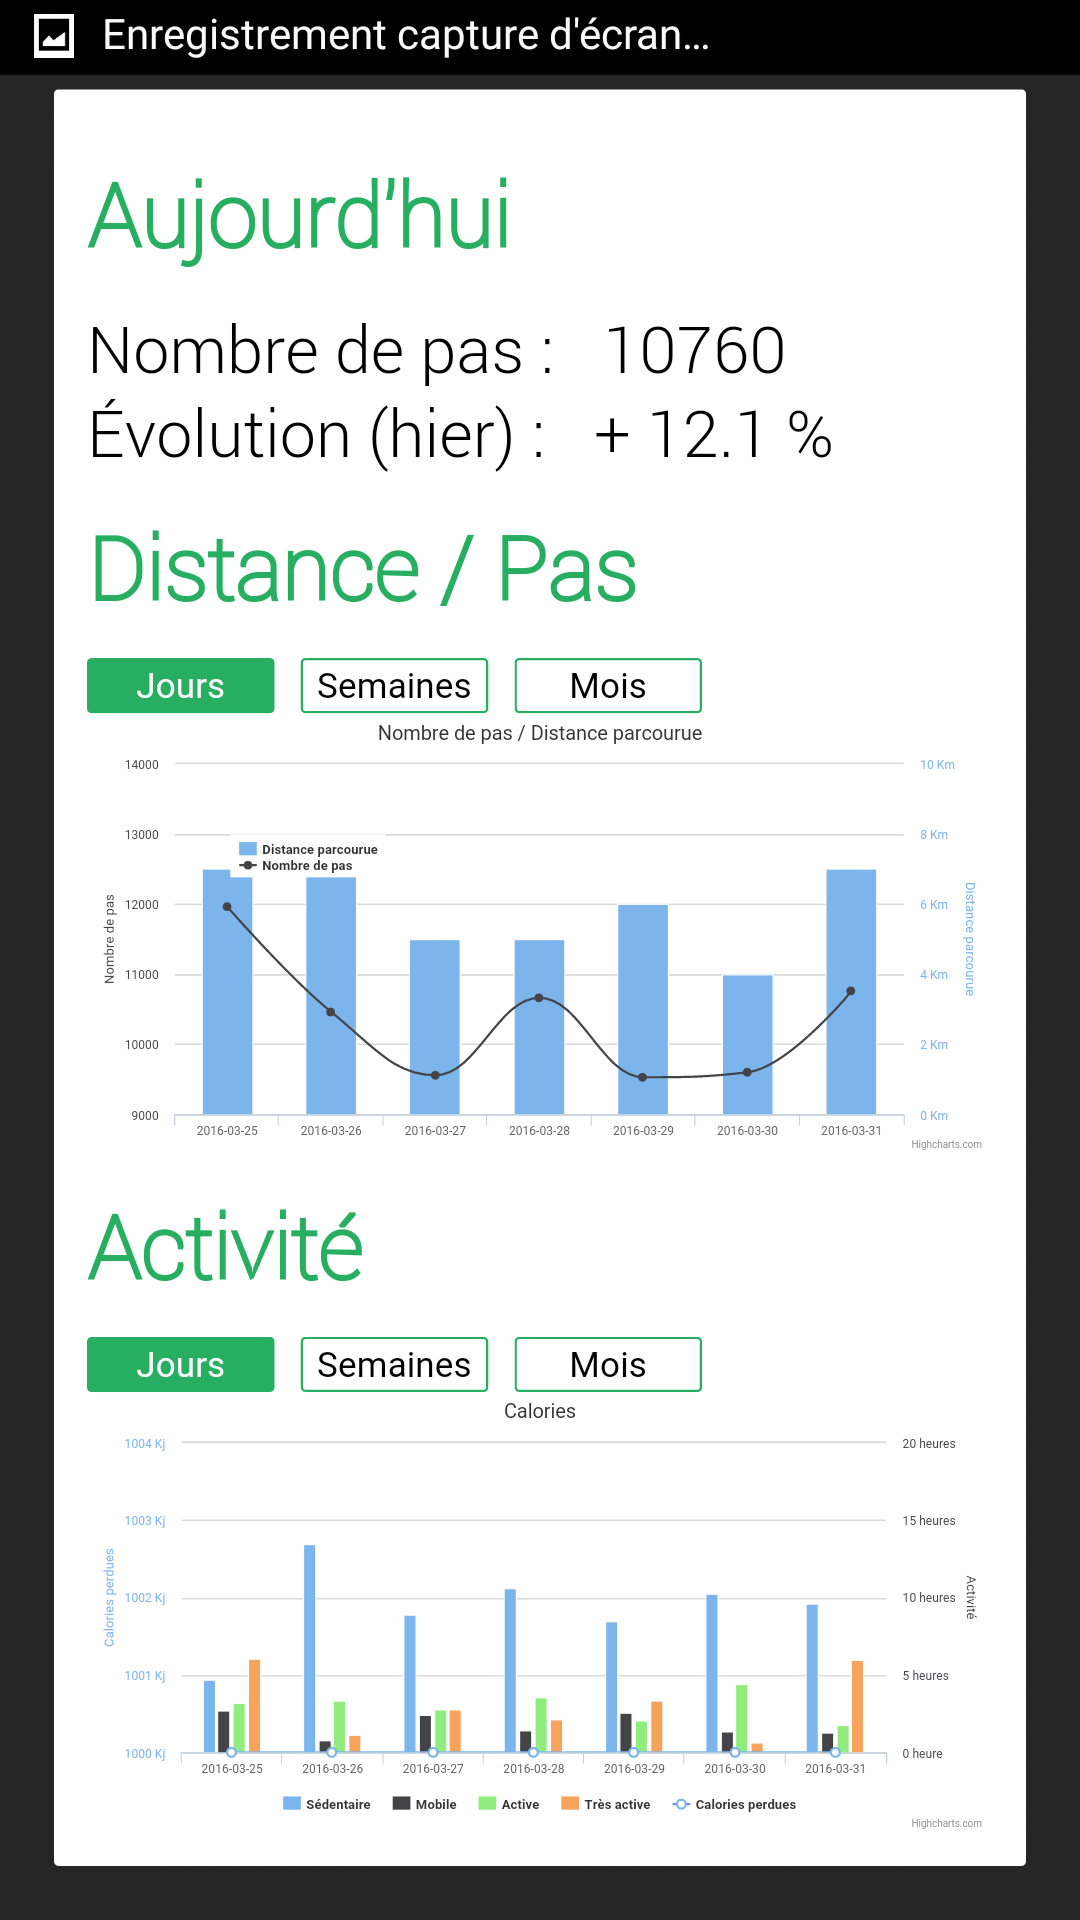 Enregistrement capture d'écran...
Aujourd'hui
Nombre de pas : 10760
Évolution (hier) : + 12.1 %
Distance / Pas
Jours Semaines Mois
Nombre de pas / Distance parcourue
14000 10 Km
13000 8 Km
Distance parcourue
Nombre de pas
12000 6 Km
Nombre de pas
Distance parcourue
11000 4 Km
10000 2 Km
9000 0 Km
2016-03-25 2016-03-26 2016-03-27 2016-03-28 2016-03-29 2016-03-30 2016-03-31
Highcharts.com
Activité
Jours Semaines Mois
Calories
1004 Kj 20 heures
1003 Kj 15 heures
Calories perdues
Activité
1002 Kj 10 heures
1001 Kj 5 heures
1000 Kj 0 heure
2016-03-25 2016-03-26 2016-03-27 2016-03-28 2016-03-29 2016-03-30 2016-03-31
Sédentaire Mobile Active Très active Calories perdues
Highcharts.com